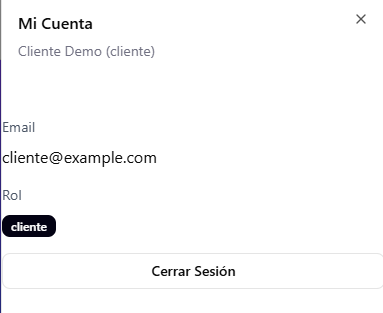 Mi Cuenta
Cliente Demo (cliente)
Email
cliente@example.com
Rol
cliente
Cerrar Sesión